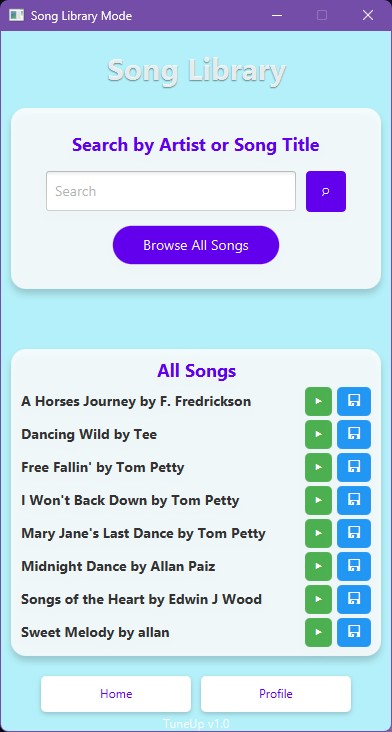 Song Library Mode
Song Library
Search by Artist or Song Title
Search
Browse All Songs
All Songs
A Horses Journey by F. Fredrickson
Dancing Wild by Tee
Free Fallin' by Tom Petty
I Won't Back Down by Tom Petty
Mary Jane's Last Dance by Tom Petty
Midnight Dance by Allan Paiz
Songs of the Heart by Edwin J Wood
Sweet Melody by allan
Home Profile
TuneUp v1.0